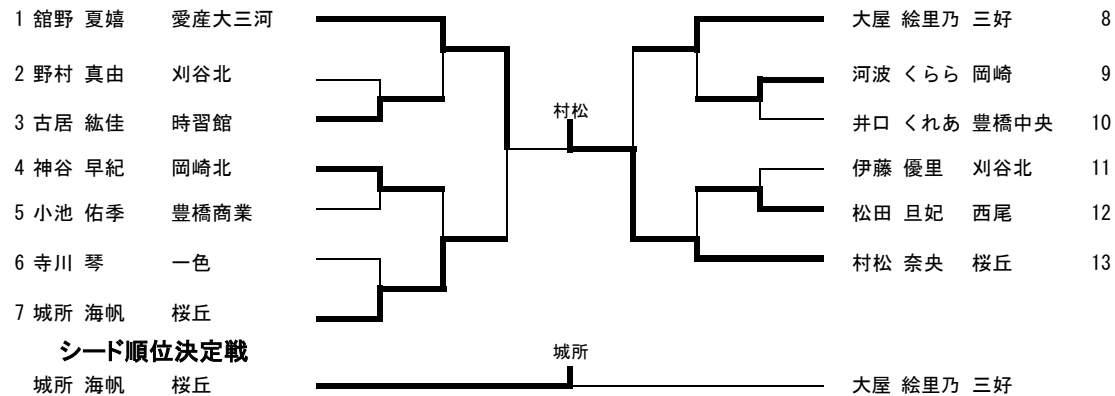 1 舘野 夏嬉 愛産大三河
2 野村 真由 刈谷北
3 古居 紘佳 時習館
4 神谷 早紀 岡崎北
5 小池 佑季 豊橋商業
6 寺川 琴 一色
7 城所 海帆 桜丘
村松
大屋 絵里乃 三好 8
河波 くらら 岡崎 9
井口 くれあ 豊橋中央 10
伊藤 優里 刈谷北 11
松田 旦妃 西尾 12
村松 奈央 桜丘 13
シード順位決定戦
城所 海帆 桜丘
城所
大屋 絵里乃 三好